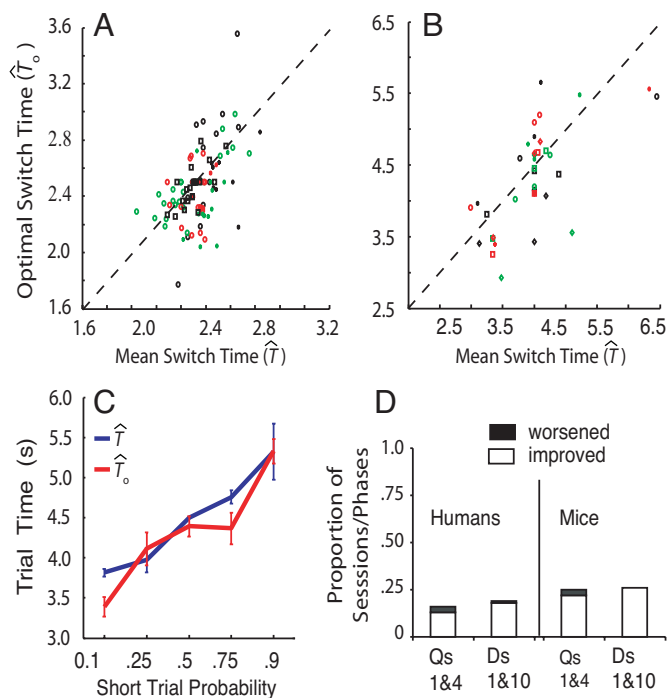 A
B
Optimal Switch Time (T̂ₒ)
3.6
3.2
2.8
2.4
2.0
1.6
1.6 2.0 2.4 2.8 3.2
Mean Switch Time (T̂)
6.5
5.5
4.5
3.5
2.5
2.5 3.5 4.5 5.5 6.5
Mean Switch Time (T̂)
C
T̂
T̂ₒ
Trial Time (s)
6.0
5.5
5.0
4.5
4.0
3.5
3.0
0.1 .25 .5 .75 .9
Short Trial Probability
D
worsened
improved
Proportion of
Sesssions/Phases
1.0
.75
.50
.25
0
Humans Mice
Qs Ds Qs Ds
1&4 1&10 1&4 1&10